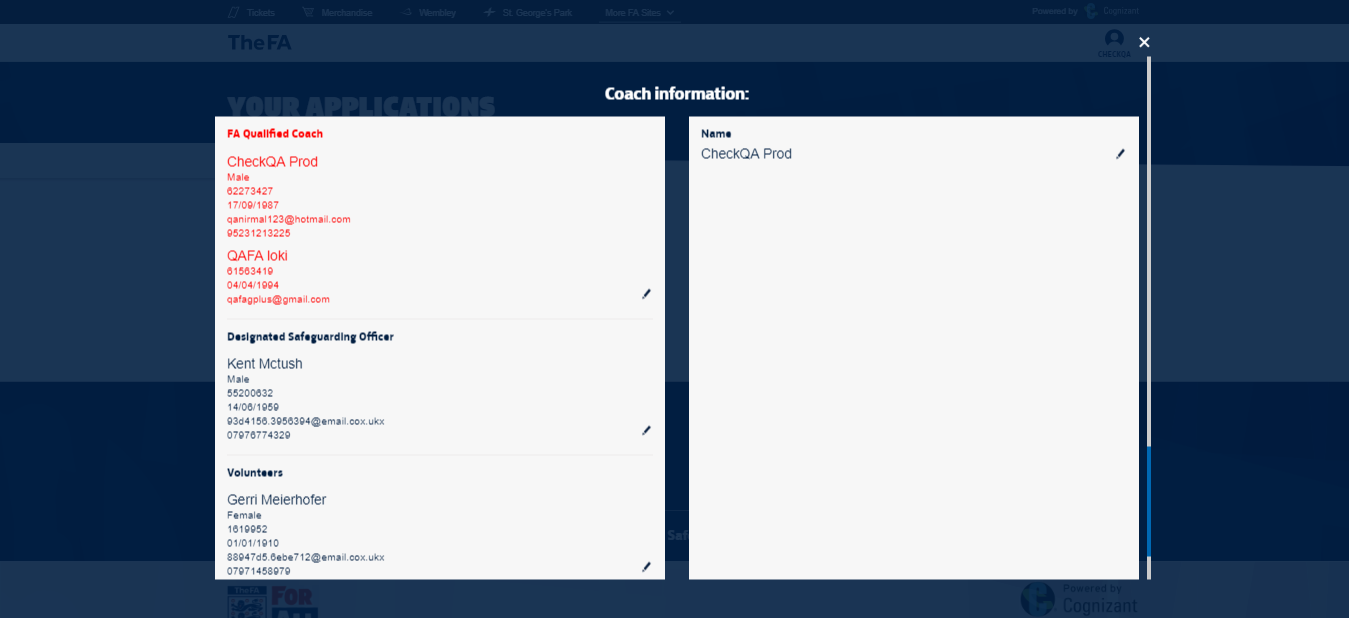 Tickets
Merchandise
Wembley
St. George's Park
More FA Sites
Powered by Cognizant
TheFA
CHECKQA
YOUR APPLICATIONS
Coach information:
FA Qualified Coach
CheckQA Prod
Male
62273427
17/09/1987
qanirmal123@hotmail.com
95231213225
QAFA loki
61563419
04/04/1994
qafagplus@gmail.com
Designated Safeguarding Officer
Kent Mctush
Male
55200632
14/06/1959
93d4156.3956394@email.cox.ukx
07976774329
Volunteers
Gerri Meierhofer
Female
1619952
01/01/1910
88947d5.6ebe712@email.cox.ukx
07971458979
Name
CheckQA Prod
TheFA
FOR
Powered by
Cognizant